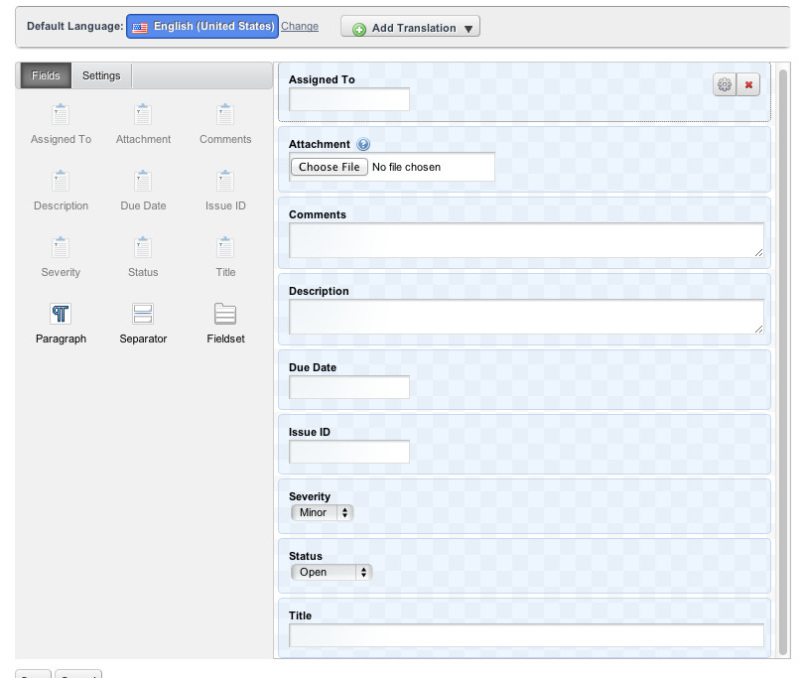 Default Language: English (United States) Change Add Translation ▼
Fields Settings
Assigned To Attachment Comments
Description Due Date Issue ID
Severity Status Title
Paragraph Separator Fieldset
Assigned To
Attachment
Choose File No file chosen
Comments
Description
Due Date
Issue ID
Severity
Minor
Status
Open
Title